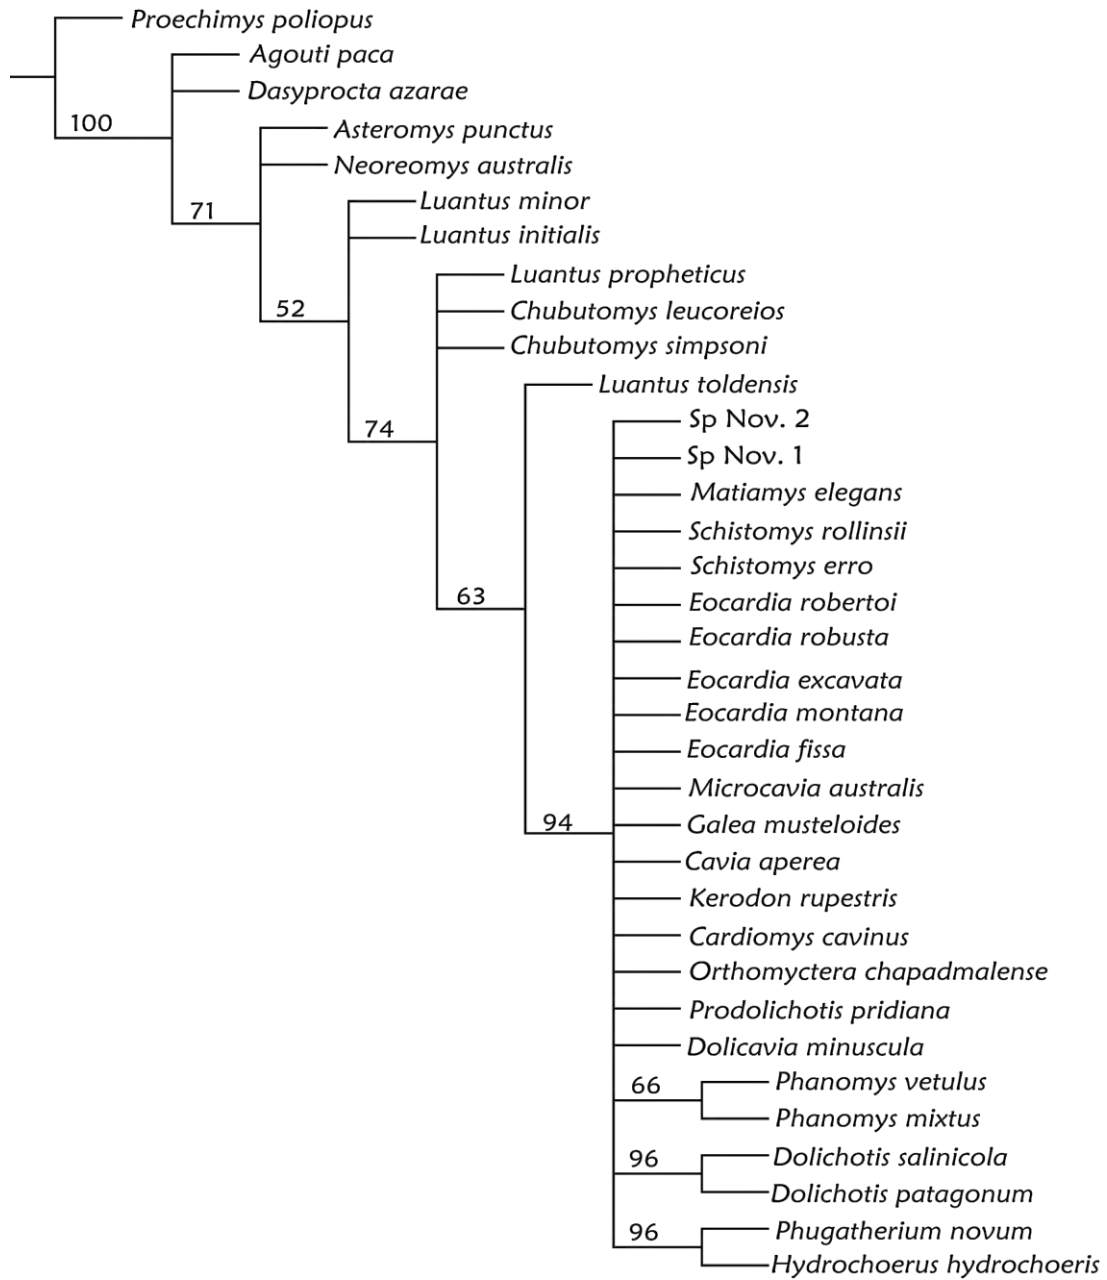 Proechimys poliopus
Agouti paca
Dasyprocta azarae
100
Asteromys punctus
Neoreomys australis
71
Luantus minor
Luantus initialis
Luantus propheticus
52
Chubutomys leucoreios
Chubutomys simpsoni
Luantus toldensis
Sp Nov. 2
74
Sp Nov. 1
Matiamys elegans
Schistomys rollinsii
Schistomys erro
63
Eocardia robertoi
Eocardia robusta
Eocardia excavata
Eocardia montana
Eocardia fissa
Microcavia australis
94
Galea musteloides
Cavia aperea
Kerodon rupestris
Cardiomys cavinus
Orthomyctera chapadmalense
Prodolichotis pridiana
Dolicavia minuscula
66
Phanomys vetulus
Phanomys mixtus
96
Dolichotis salinicola
Dolichotis patagonum
96
Phugatherium novum
Hydrochoerus hydrochoeris